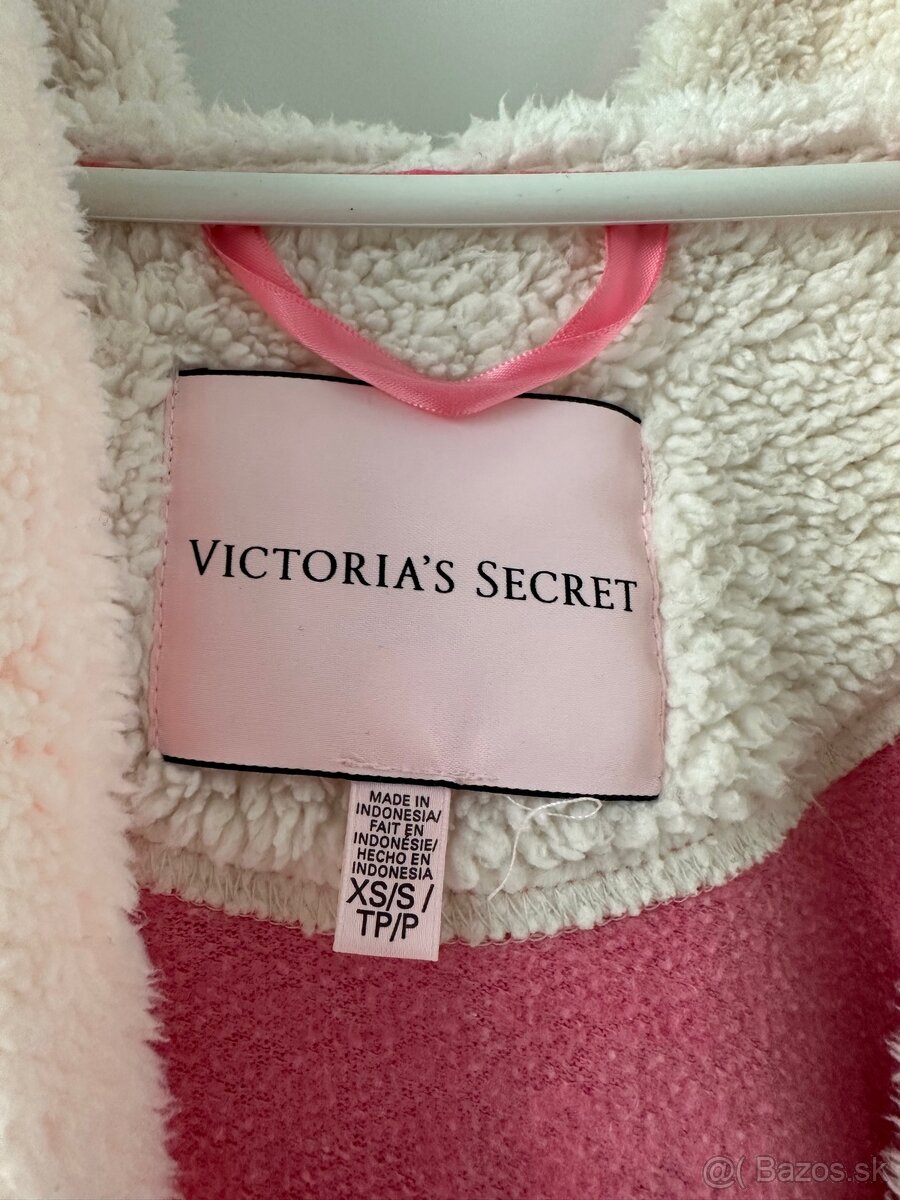 VICTORIA'S SECRET
MADE IN
INDONESIA/
FAIT EN
INDONÉSIE/
HECHO EN
INDONESIA
XS/S /
TP/P
@( Bazos.sk